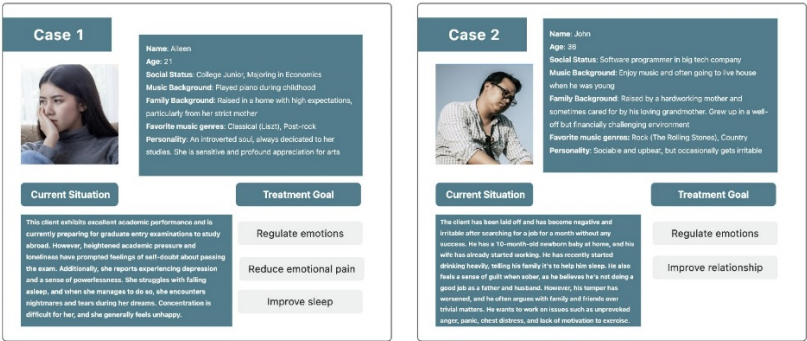 Case 1
Name: Aileen
Age: 21
Social Status: College Junior, Majoring in Economics
Music Background: Played piano during childhood
Family Background: Raised in a home with high expectations,
particularly from her strict mother
Favorite music genres: Classical (Liszt), Post-rock
Personality: An introverted soul, always dedicated to her
studies. She is sensitive and profound appreciation for arts
Current Situation
Treatment Goal
This client exhibits excellent academic performance and is
currently preparing for graduate entry examinations to study
abroad. However, heightened academic pressure and
loneliness have prompted feelings of self-doubt about passing
the exam. Additionally, she reports experiencing depression
and a sense of powerlessness. She struggles with falling
asleep, and when she manages to do so, she encounters
nightmares and tears during her dreams. Concentration is
difficult for her, and she generally feels unhappy.
Regulate emotions
Reduce emotional pain
Improve sleep
Case 2
Name: John
Age: 36
Social Status: Software programmer in big tech company
Music Background: Enjoy music and often going to live house
when he was young
Family Background: Raised by a hardworking mother and
sometimes cared for by his loving grandmother. Grew up in a well-
off but financially challenging environment
Favorite music genres: Rock (The Rolling Stones), Country
Personality: Sociable and upbeat, but occasionally gets irritable
Current Situation
Treatment Goal
The client has been laid off and has become negative and
irritable after searching for a job for a month without any
success. He has a 10-month-old newborn baby at home, and his
wife has already started working. He has recently started
drinking heavily, telling his family it's to help him sleep. He also
feels a sense of guilt when sober, as he believes he's not doing a
good job as a father and husband. However, his temper has
worsened, and he often argues with family and friends over
trivial matters. He wants to work on issues such as unprovoked
anger, panic, chest distress, and lack of motivation to exercise.
Regulate emotions
Improve relationship